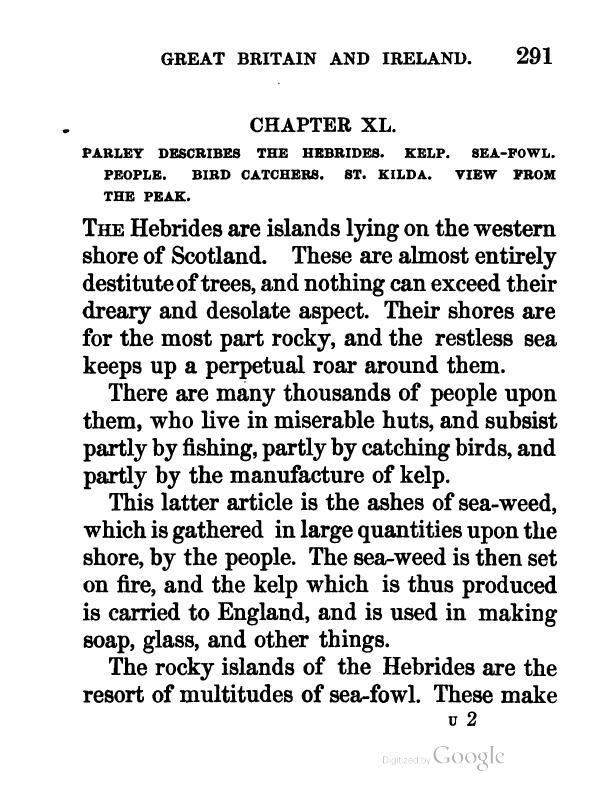 GREAT BRITAIN AND IRELAND. 291
CHAPTER XL.
PARLEY DESCRIBES THE HEBRIDES. KELP. SEA-FOWL.
PEOPLE. BIRD CATCHERS. ST. KILDA. VIEW FROM
THE PEAK.
THE Hebrides are islands lying on the western
shore of Scotland. These are almost entirely
destitute of trees, and nothing can exceed their
dreary and desolate aspect. Their shores are
for the most part rocky, and the restless sea
keeps up a perpetual roar around them.
There are many thousands of people upon
them, who live in miserable huts, and subsist
partly by fishing, partly by catching birds, and
partly by the manufacture of kelp.
This latter article is the ashes of sea-weed,
which is gathered in large quantities upon the
shore, by the people. The sea-weed is then set
on fire, and the kelp which is thus produced
is carried to England, and is used in making
soap, glass, and other things.
The rocky islands of the Hebrides are the
resort of multitudes of sea-fowl. These make
U 2
Digitized by Google